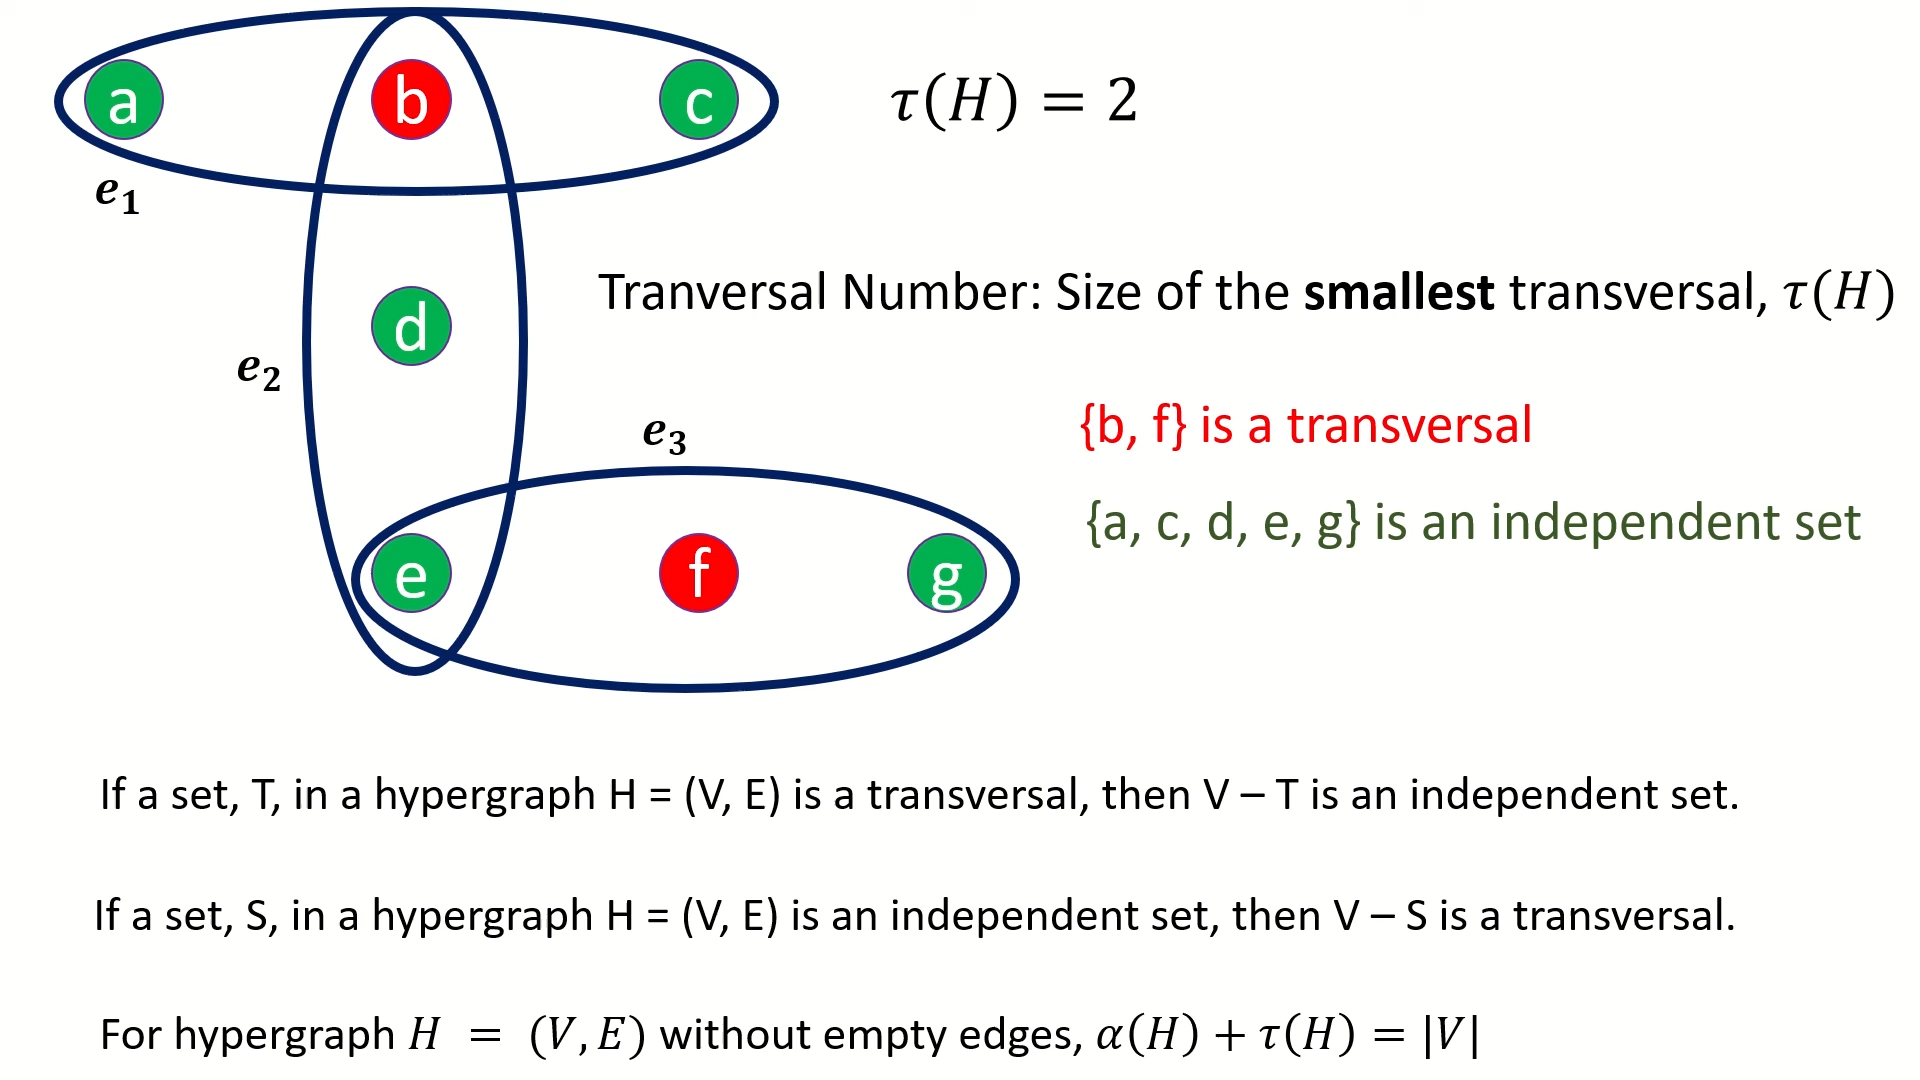 a b c
τ(H) = 2
e₁
Tranversal Number: Size of the smallest transversal, τ(H)
d
e₂
{b, f} is a transversal
e₃
{a, c, d, e, g} is an independent set
e f g
If a set, T, in a hypergraph H = (V, E) is a transversal, then V – T is an independent set.
If a set, S, in a hypergraph H = (V, E) is an independent set, then V – S is a transversal.
For hypergraph H = (V, E) without empty edges, α(H) + τ(H) = |V|